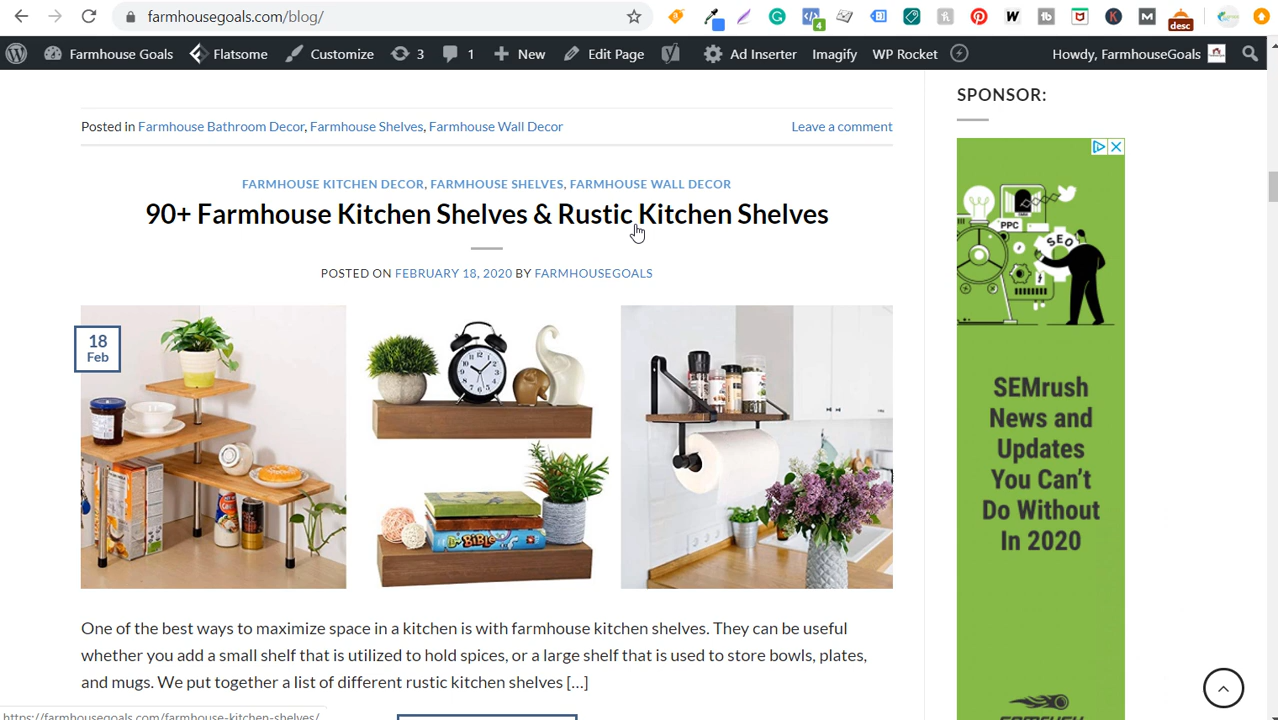 farmhousegoals.com/blog/
4
desc
Farmhouse Goals Flatsome Customize 3 1 New Edit Page Ad Inserter Imagify WP Rocket Howdy, FarmhouseGoals
Posted in Farmhouse Bathroom Decor, Farmhouse Shelves, Farmhouse Wall Decor Leave a comment
FARMHOUSE KITCHEN DECOR, FARMHOUSE SHELVES, FARMHOUSE WALL DECOR
90+ Farmhouse Kitchen Shelves & Rustic Kitchen Shelves
POSTED ON FEBRUARY 18, 2020 BY FARMHOUSEGOALS
18
Feb
BIBLE
One of the best ways to maximize space in a kitchen is with farmhouse kitchen shelves. They can be useful
whether you add a small shelf that is utilized to hold spices, or a large shelf that is used to store bowls, plates,
and mugs. We put together a list of different rustic kitchen shelves [...]
SPONSOR:
PPC
SEO
SEMrush
News and
Updates
You Can't
Do Without
In 2020
https://farmhousegoals.com/farmhouse-kitchen-shelves/